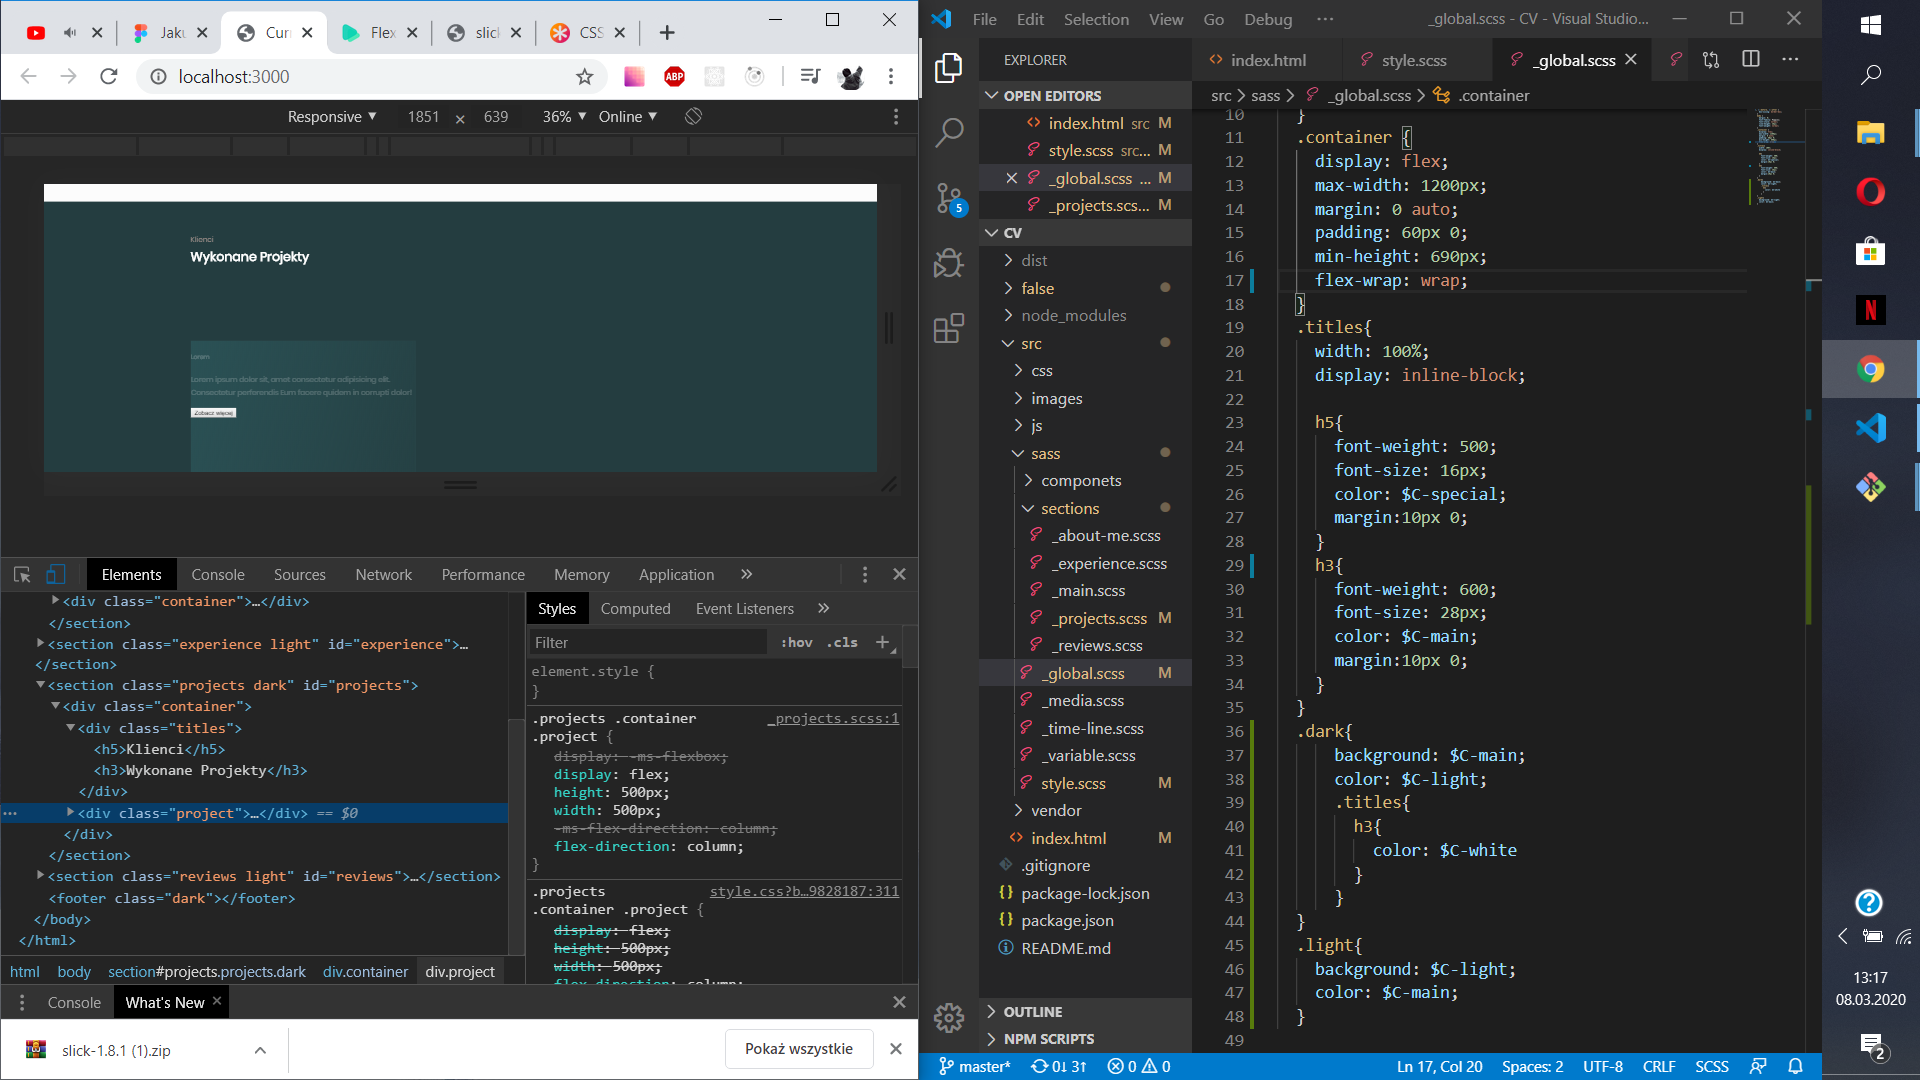 Jaku
Curr
Flex
slick
CSS
localhost:3000
ABP
Responsive
1851
639
36%
Online
Klienci
Wykonane Projekty
Lorem
Lorem ipsum dolor sit, amet consectetur adipisicing elit.
Consectetur perferendis Eum facere quidem in corrupti dolor!
Zobacz więcej
Elements
Console
Sources
Network
Performance
Memory
Application
<div class="container">…</div>
</section>
<section class="experience light" id="experience">…
</section>
<section class="projects dark" id="projects">
<div class="container">
<div class="titles">
<h5>Klienci</h5>
<h3>Wykonane Projekty</h3>
</div>
<div class="project">…</div> == $0
</div>
</section>
<section class="reviews light" id="reviews">…</section>
<footer class="dark"></footer>
</body>
</html>
html
body
section#projects.projects.dark
div.container
div.project
Styles
Computed
Event Listeners
Filter
:hov
.cls
element.style {
}
.projects .container
_projects.scss:1
.project {
display: -ms-flexbox;
display: flex;
height: 500px;
width: 500px;
-ms-flex-direction: column;
flex-direction: column;
}
.projects
style.css?b…9828187:311
.container .project {
display: flex;
height: 500px;
width: 500px;
flex-direction: column;
Console
What's New
slick-1.8.1 (1).zip
Pokaż wszystkie
File
Edit
Selection
View
Go
Debug
_global.scss - CV - Visual Studio...
EXPLORER
OPEN EDITORS
index.html src M
style.scss src... M
_global.scss ... M
_projects.scs... M
CV
dist
false
node_modules
src
css
images
js
sass
componets
sections
_about-me.scss
_experience.scss
_main.scss
_projects.scss M
_reviews.scss
_global.scss M
_media.scss
_time-line.scss
_variable.scss
style.scss M
vendor
index.html M
.gitignore
package-lock.json
package.json
README.md
OUTLINE
NPM SCRIPTS
5
index.html
style.scss
_global.scss
src
sass
_global.scss
.container
10 }
11 .container {
12 display: flex;
13 max-width: 1200px;
14 margin: 0 auto;
15 padding: 60px 0;
16 min-height: 690px;
17 flex-wrap: wrap;
18 }
19 .titles{
20 width: 100%;
21 display: inline-block;
22
23 h5{
24 font-weight: 500;
25 font-size: 16px;
26 color: $C-special;
27 margin:10px 0;
28 }
29 h3{
30 font-weight: 600;
31 font-size: 28px;
32 color: $C-main;
33 margin:10px 0;
34 }
35 }
36 .dark{
37 background: $C-main;
38 color: $C-light;
39 .titles{
40 h3{
41 color: $C-white
42 }
43 }
44 }
45 .light{
46 background: $C-light;
47 color: $C-main;
48 }
49
master*
0↓ 3↑
0
0
Ln 17, Col 20
Spaces: 2
UTF-8
CRLF
SCSS
N
13:17
08.03.2020
2